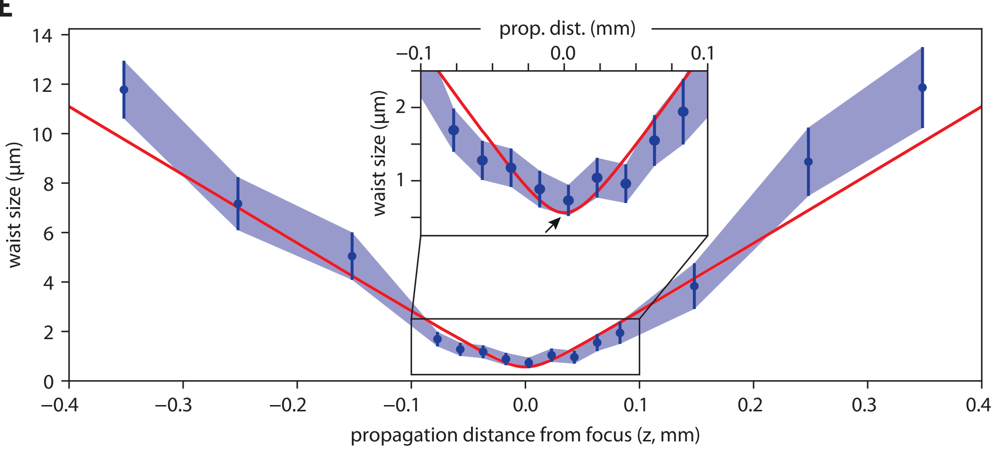 E
prop. dist. (mm)
−0.1 0.0 0.1
waist size (μm)
2
1
waist size (μm)
14
12
10
8
6
4
2
0
−0.4 −0.3 −0.2 −0.1 0.0 0.1 0.2 0.3 0.4
propagation distance from focus (z, mm)